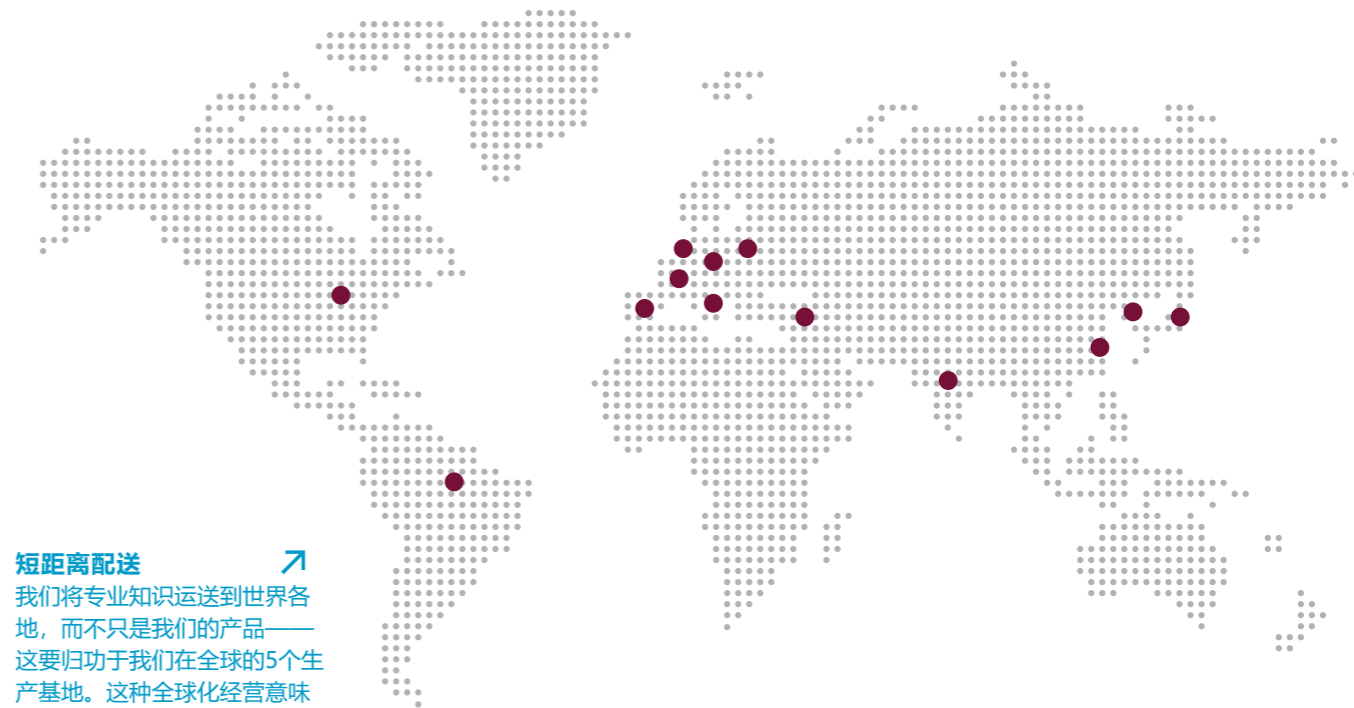 短距离配送
我们将专业知识运送到世界各
地，而不只是我们的产品——
这要归功于我们在全球的5个生
产基地。这种全球化经营意味